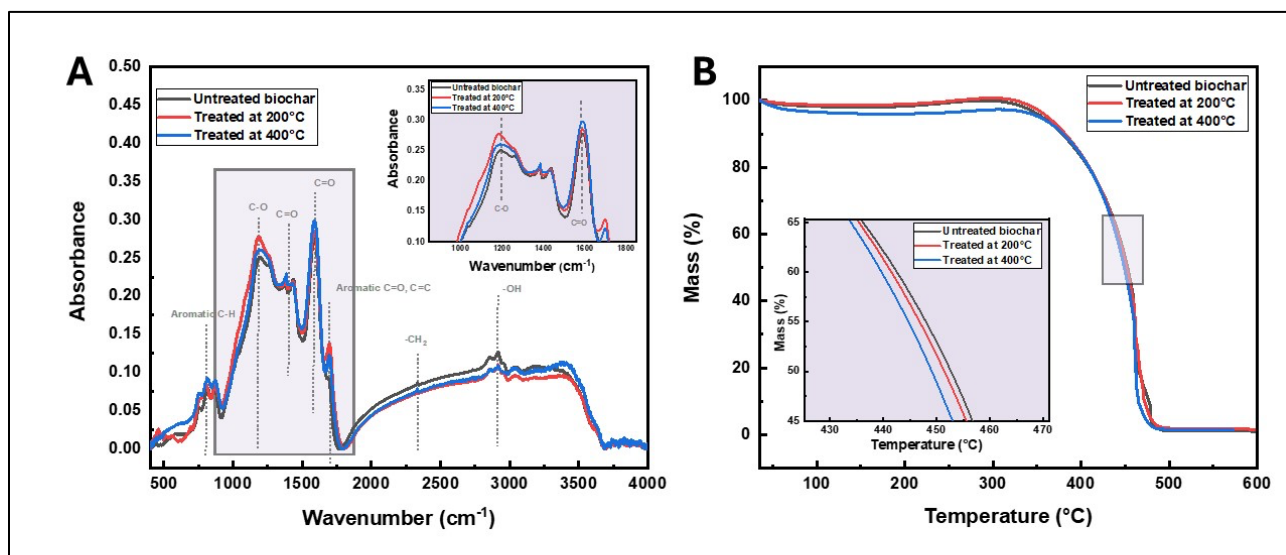 A
Absorbance
0.50
0.45
0.40
0.35
0.30
0.25
0.20
0.15
0.10
0.05
0.00
Untreated biochar
Treated at 200°C
Treated at 400°C
Aromatic C-H
C-O
C=O
C=O
Aromatic C=O, C=C
-CH2
-OH
400
1000
1500
2000
2500
3000
3500
4000
Wavenumber (cm-1)
Absorbance
0.35
0.30
0.25
0.20
0.15
0.10
Untreated biochar
Treated at 200°C
Treated at 400°C
C-O
C=O
1000
1200
1400
1600
1800
Wavenumber (cm-1)
B
Mass (%)
100
80
60
40
20
0
Untreated biochar
Treated at 200°C
Treated at 400°C
100
200
300
400
500
600
Temperature (°C)
Mass (%)
65
60
55
50
45
Untreated biochar
Treated at 200°C
Treated at 400°C
430
440
450
460
470
Temperature (°C)